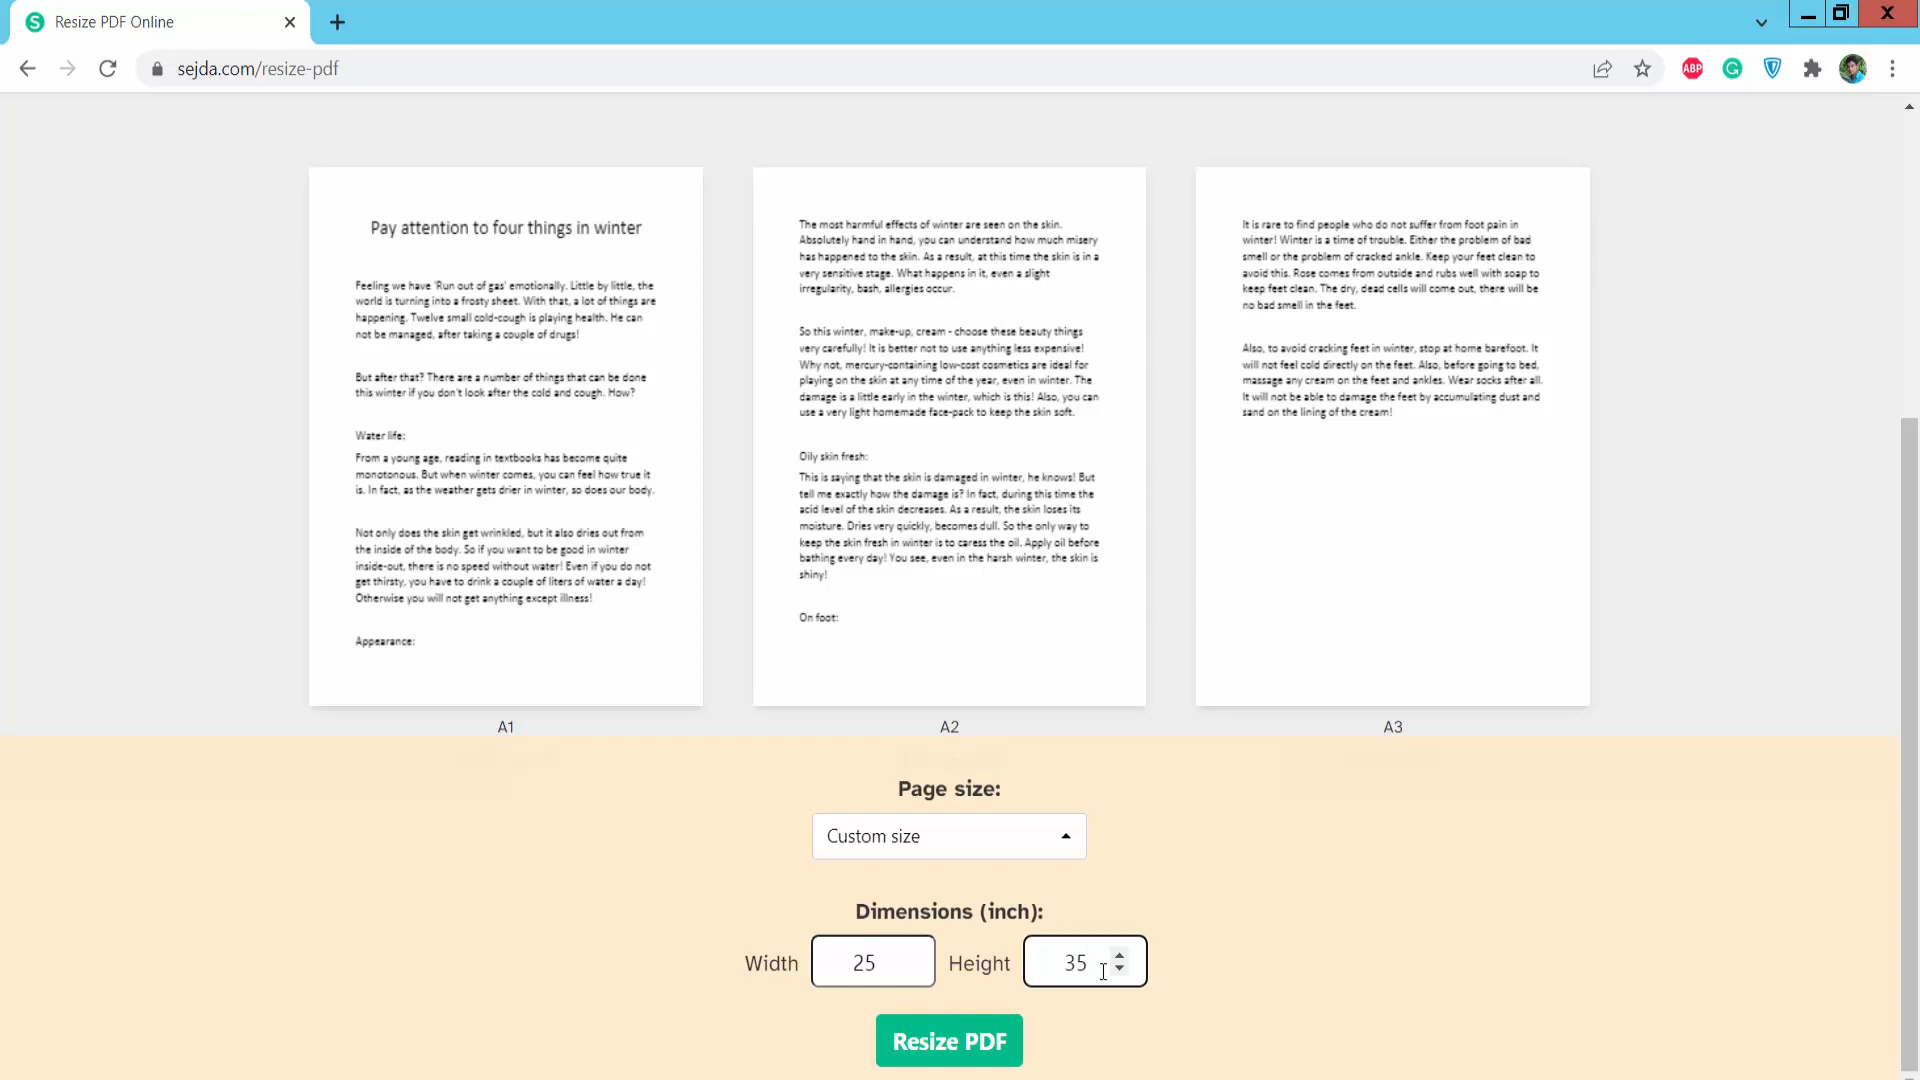 Resize PDF Online
sejda.com/resize-pdf
ABP
Pay attention to four things in winter
Feeling we have 'Run out of gas' emotionally. Little by little, the
world is turning into a frosty sheet. With that, a lot of things are
happening. Twelve small cold-cough is playing health. He can
not be managed, after taking a couple of drugs!
But after that? There are a number of things that can be done
this winter if you don't look after the cold and cough. How?
Water life:
From a young age, reading in textbooks has become quite
monotonous. But when winter comes, you can feel how true it
is. In fact, as the weather gets drier in winter, so does our body.
Not only does the skin get wrinkled, but it also dries out from
the inside of the body. So if you want to be good in winter
inside-out, there is no speed without water! Even if you do not
get thirsty, you have to drink a couple of liters of water a day!
Otherwise you will not get anything except illness!
Appearance:
A1
The most harmful effects of winter are seen on the skin.
Absolutely hand in hand, you can understand how much misery
has happened to the skin. As a result, at this time the skin is in a
very sensitive stage. What happens in it, even a slight
irregularity, bash, allergies occur.
So this winter, make-up, cream - choose these beauty things
very carefully! It is better not to use anything less expensive!
Why not, mercury-containing low-cost cosmetics are ideal for
playing on the skin at any time of the year, even in winter. The
damage is a little early in the winter, which is this! Also, you can
use a very light homemade face-pack to keep the skin soft.
Oily skin fresh:
This is saying that the skin is damaged in winter, he knows! But
tell me exactly how the damage is? In fact, during this time the
acid level of the skin decreases. As a result, the skin loses its
moisture. Dries very quickly, becomes dull. So the only way to
keep the skin fresh in winter is to caress the oil. Apply oil before
bathing every day! You see, even in the harsh winter, the skin is
shiny!
On foot:
A2
It is rare to find people who do not suffer from foot pain in
winter! Winter is a time of trouble. Either the problem of bad
smell or the problem of cracked ankle. Keep your feet clean to
avoid this. Rose comes from outside and rubs well with soap to
keep feet clean. The dry, dead cells will come out, there will be
no bad smell in the feet.
Also, to avoid cracking feet in winter, stop at home barefoot. It
will not feel cold directly on the feet. Also, before going to bed,
massage any cream on the feet and ankles. Wear socks after all.
It will not be able to damage the feet by accumulating dust and
sand on the lining of the cream!
A3
Page size:
Custom size
Dimensions (inch):
Width 25 Height 35
Resize PDF